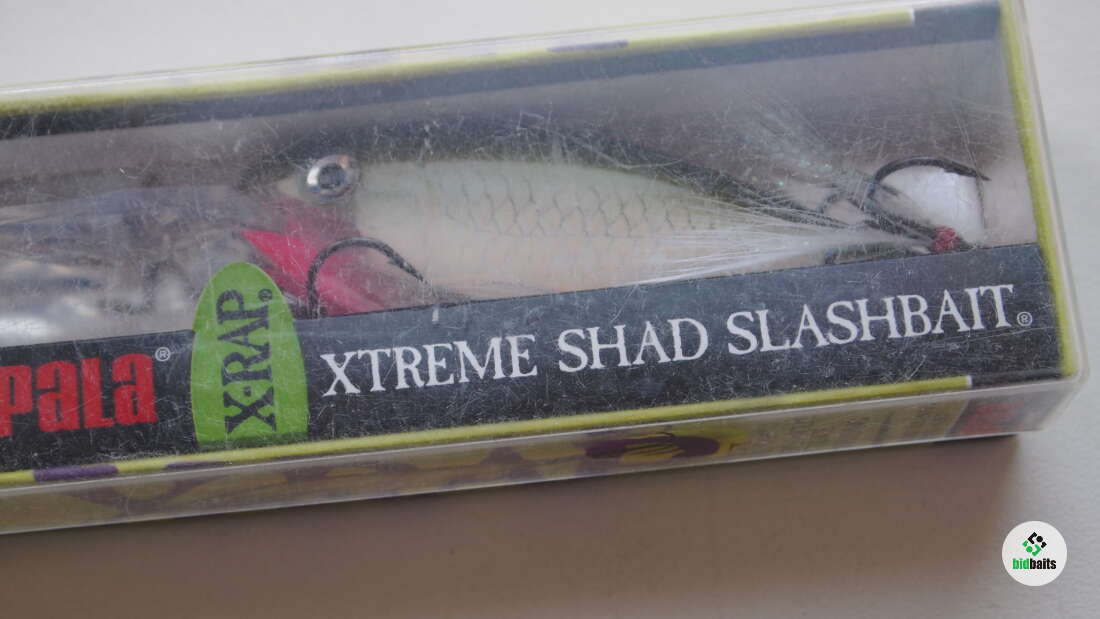 PALA®
X·RAP®
XTREME SHAD SLASHBAIT®
bidbaits